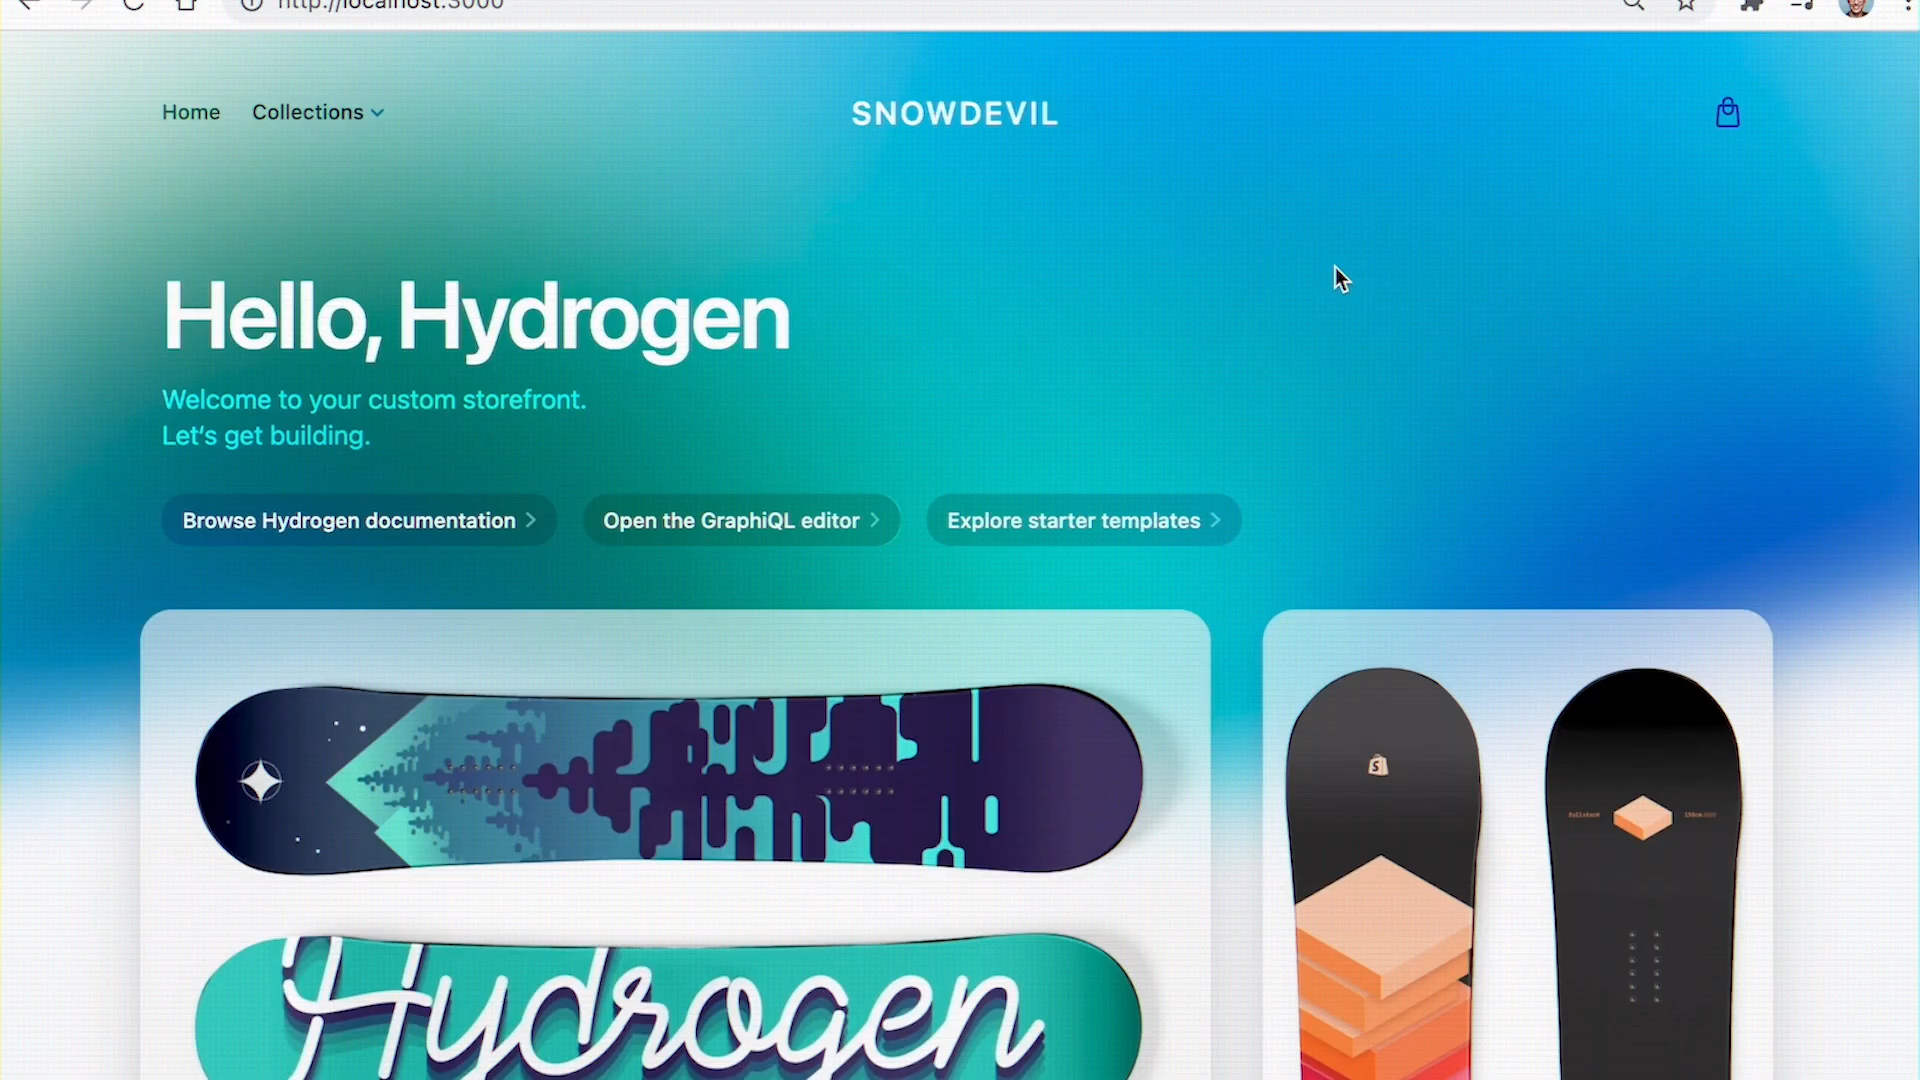 http://localhost:3000
Home
Collections
SNOWDEVIL
Hello, Hydrogen
Welcome to your custom storefront.
Let's get building.
Browse Hydrogen documentation
Open the GraphiQL editor
Explore starter templates
S
fullstack
Hydrogen